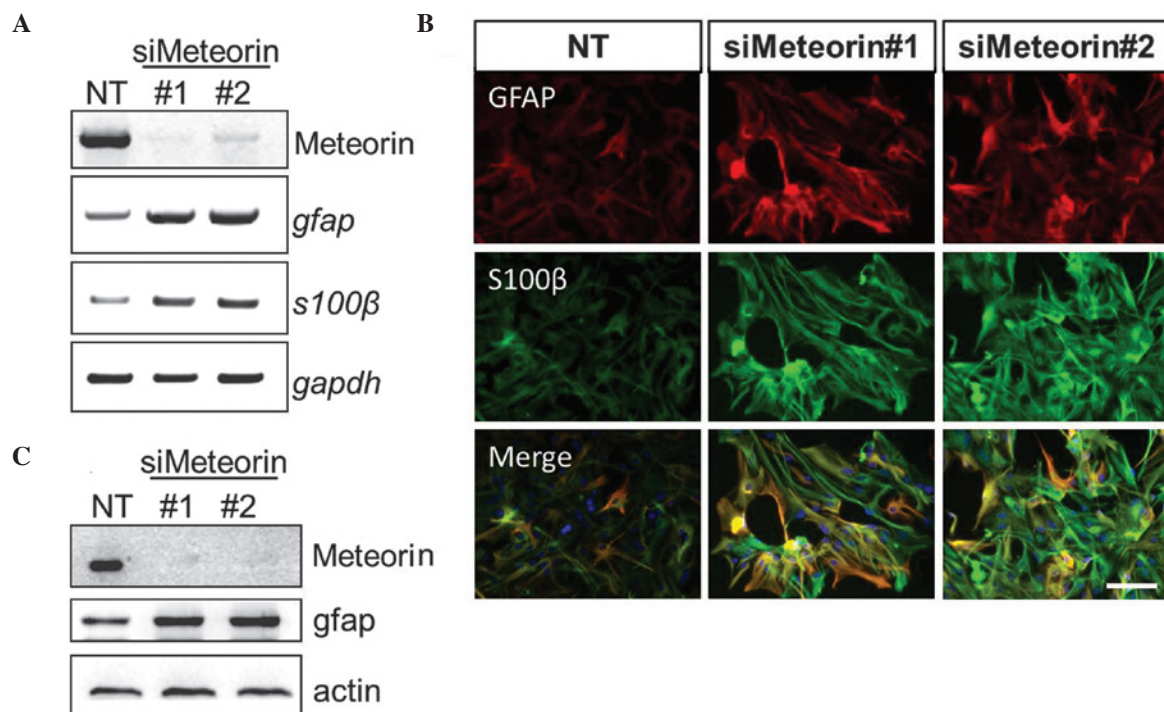 A
siMeteorin
NT #1 #2
Meteorin
gfap
s100β
gapdh
B
NT siMeteorin#1 siMeteorin#2
GFAP
S100β
Merge
C
siMeteorin
NT #1 #2
Meteorin
gfap
actin